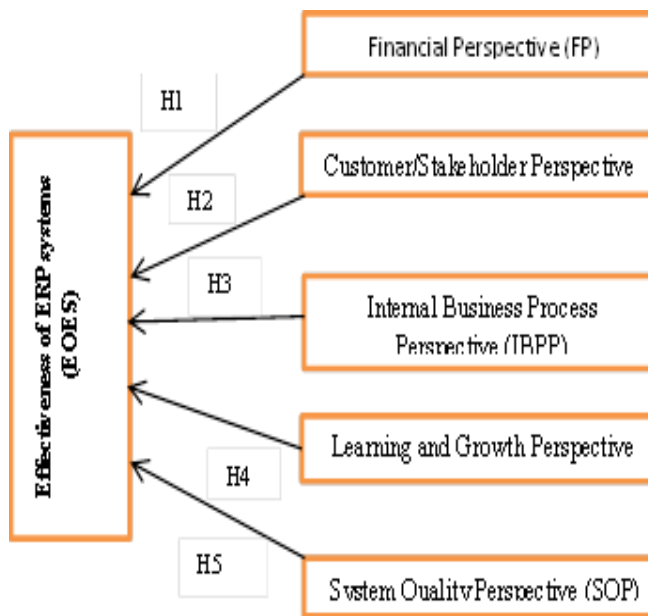 Financial Perspective (FP)
H1
Customer/Stakeholder Perspective
H2
H3
Internal Business Process
Perspective (IBPP)
Effectiveness of ERP systems
(EOES)
Learning and Growth Perspective
H4
H5
System Quality Perspective (SQP)